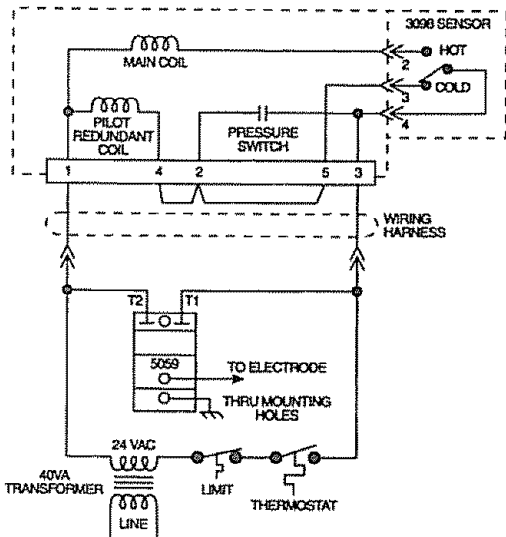 3098 SENSOR
HOT
MAIN COIL
2
3
COLD
4
PILOT
REDUNDANT
COIL
PRESSURE
SWITCH
1 4 2 5 3
WIRING
HARNESS
T2 T1
5059
TO ELECTRODE
THRU MOUNTING
HOLES
24 VAC
40VA
TRANSFORMER
LIMIT
THERMOSTAT
LINE